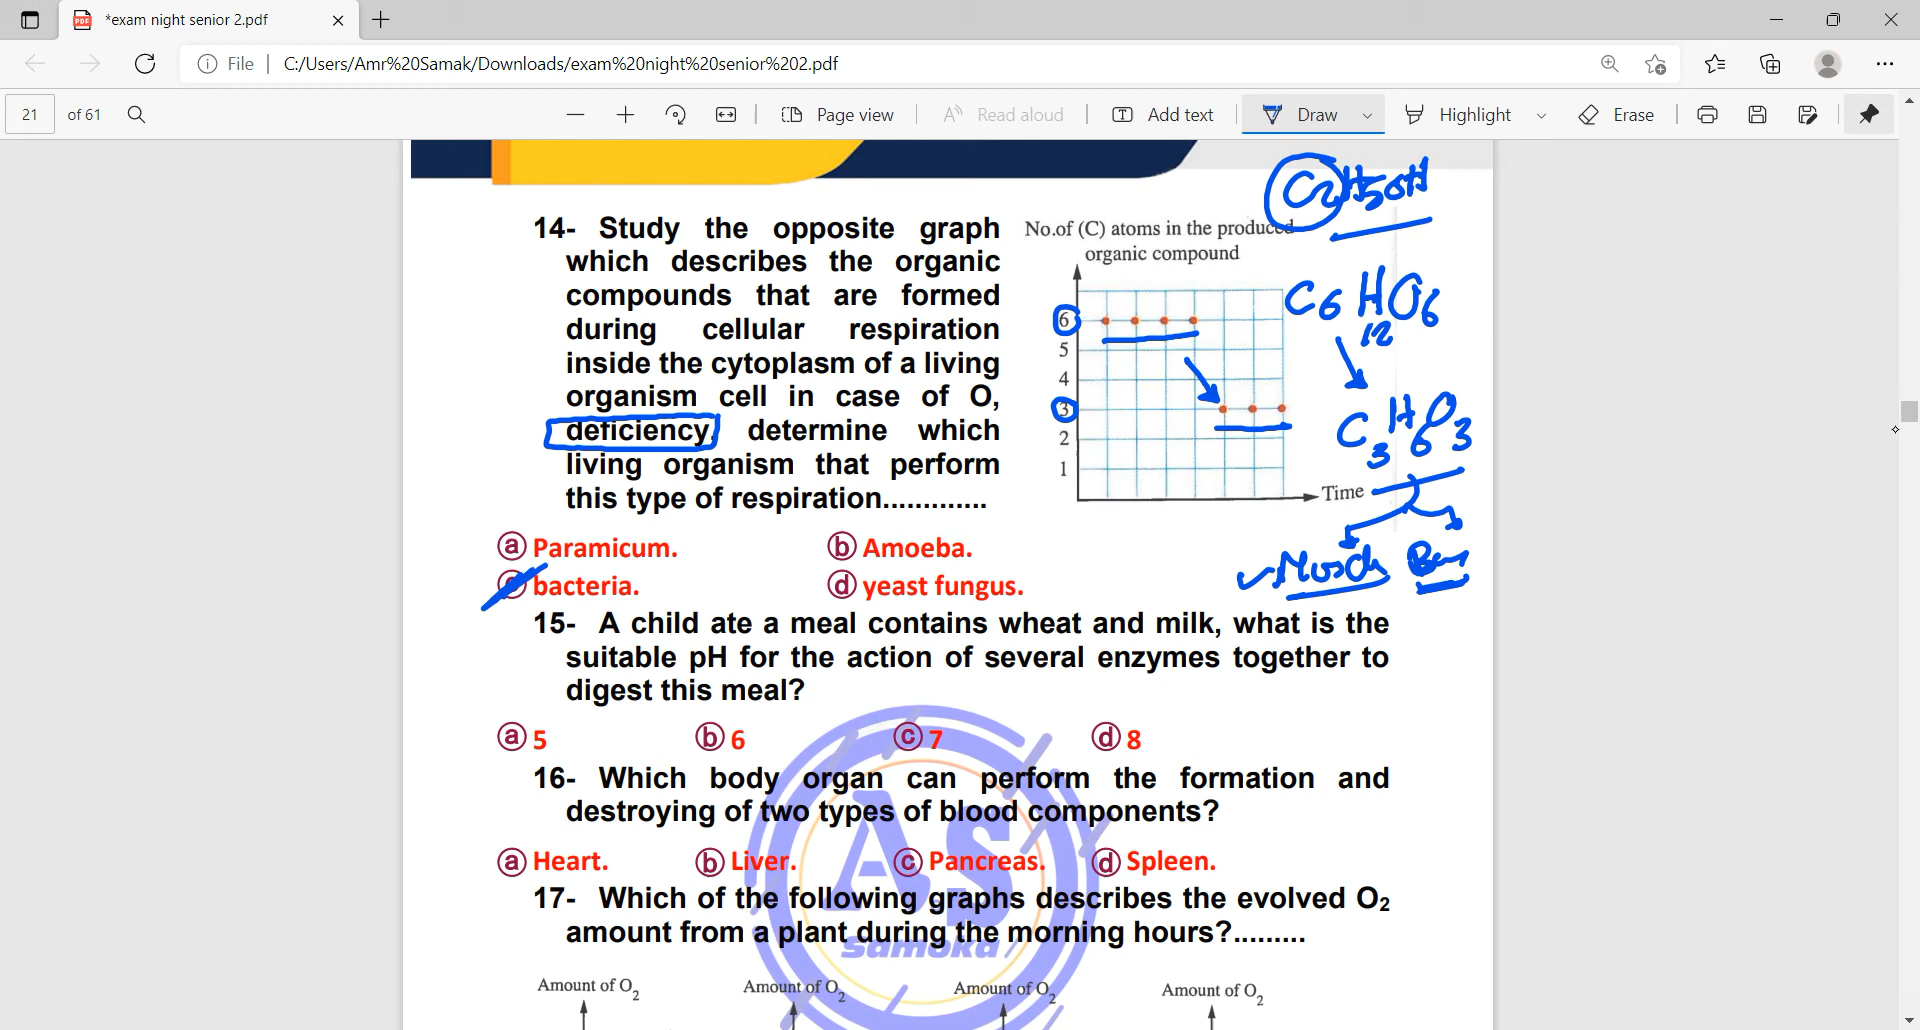 *exam night senior 2.pdf
File
C:/Users/Amr%20Samak/Downloads/exam%20night%20senior%202.pdf
21 of 61
Page view
Read aloud
Add text
Draw
Highlight
Erase
C2H5OH
14- Study the opposite graph
which describes the organic
compounds that are formed
during cellular respiration
inside the cytoplasm of a living
organism cell in case of O,
deficiency, determine which
living organism that perform
this type of respiration.............
No.of (C) atoms in the produced
organic compound
6
5
4
3
2
1
Time
C6H12O6
C3H6O3
ⓐ Paramicum.
ⓑ Amoeba.
ⓒ bacteria.
ⓓ yeast fungus.
15- A child ate a meal contains wheat and milk, what is the
suitable pH for the action of several enzymes together to
digest this meal?
ⓐ 5 ⓑ 6 ⓒ 7 ⓓ 8
16- Which body organ can perform the formation and
destroying of two types of blood components?
ⓐ Heart. ⓑ Liver. ⓒ Pancreas. ⓓ Spleen.
17- Which of the following graphs describes the evolved O2
amount from a plant during the morning hours?.........
AS
Samoka
Amount of O2 Amount of O2 Amount of O2 Amount of O2